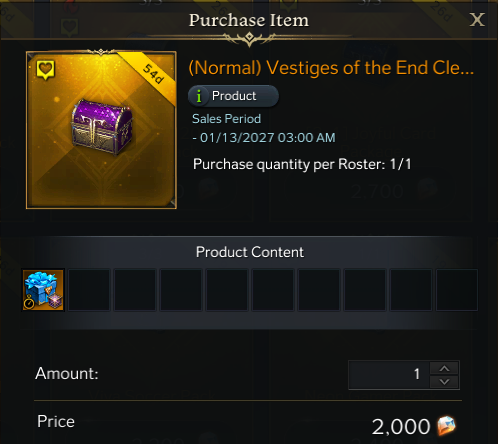 Purchase Item
X
54d
(Normal) Vestiges of the End Cle...
i Product
Sales Period
- 01/13/2027 03:00 AM
Purchase quantity per Roster: 1/1
Product Content
Amount:
1
Price
2,000